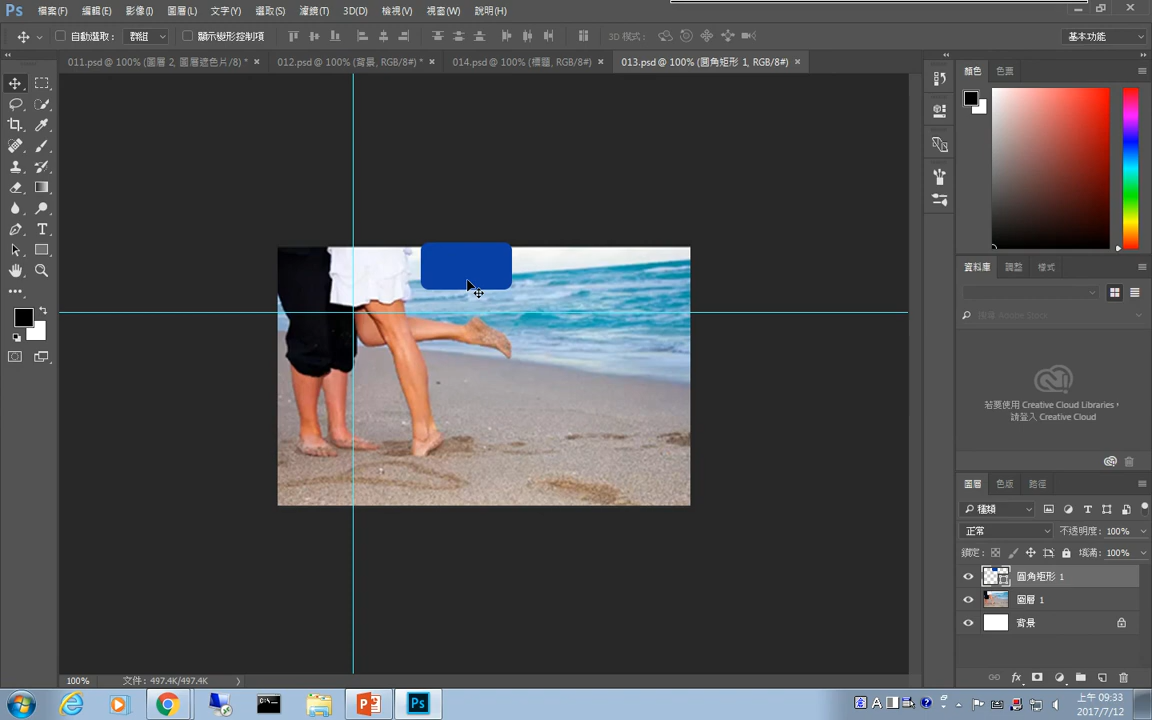 Ps 檔案(F) 編輯(E) 影像(I) 圖層(L) 文字(Y) 選取(S) 濾鏡(T) 3D(D) 檢視(V) 視窗(W) 說明(H)
自動選取： 群組 顯示變形控制項 3D 模式： 基本功能
011.psd @ 100% (圖層 2, 圖層遮色片/8) * × 012.psd @ 100% (背景, RGB/8#) * × 014.psd @ 100% (標題, RGB/8#) × 013.psd @ 100% (圓角矩形 1, RGB/8#) ×
顏色 色票
資料庫 調整 樣式
搜尋 Adobe Stock
若要使用 Creative Cloud Libraries，
請登入 Creative Cloud
圖層 色版 路徑
種類
正常 不透明度： 100%
鎖定： 填滿： 100%
圓角矩形 1
圖層 1
背景
fx
100% 文件：497.4K/497.4K
Ps
A
上午 09:33
2017/7/12